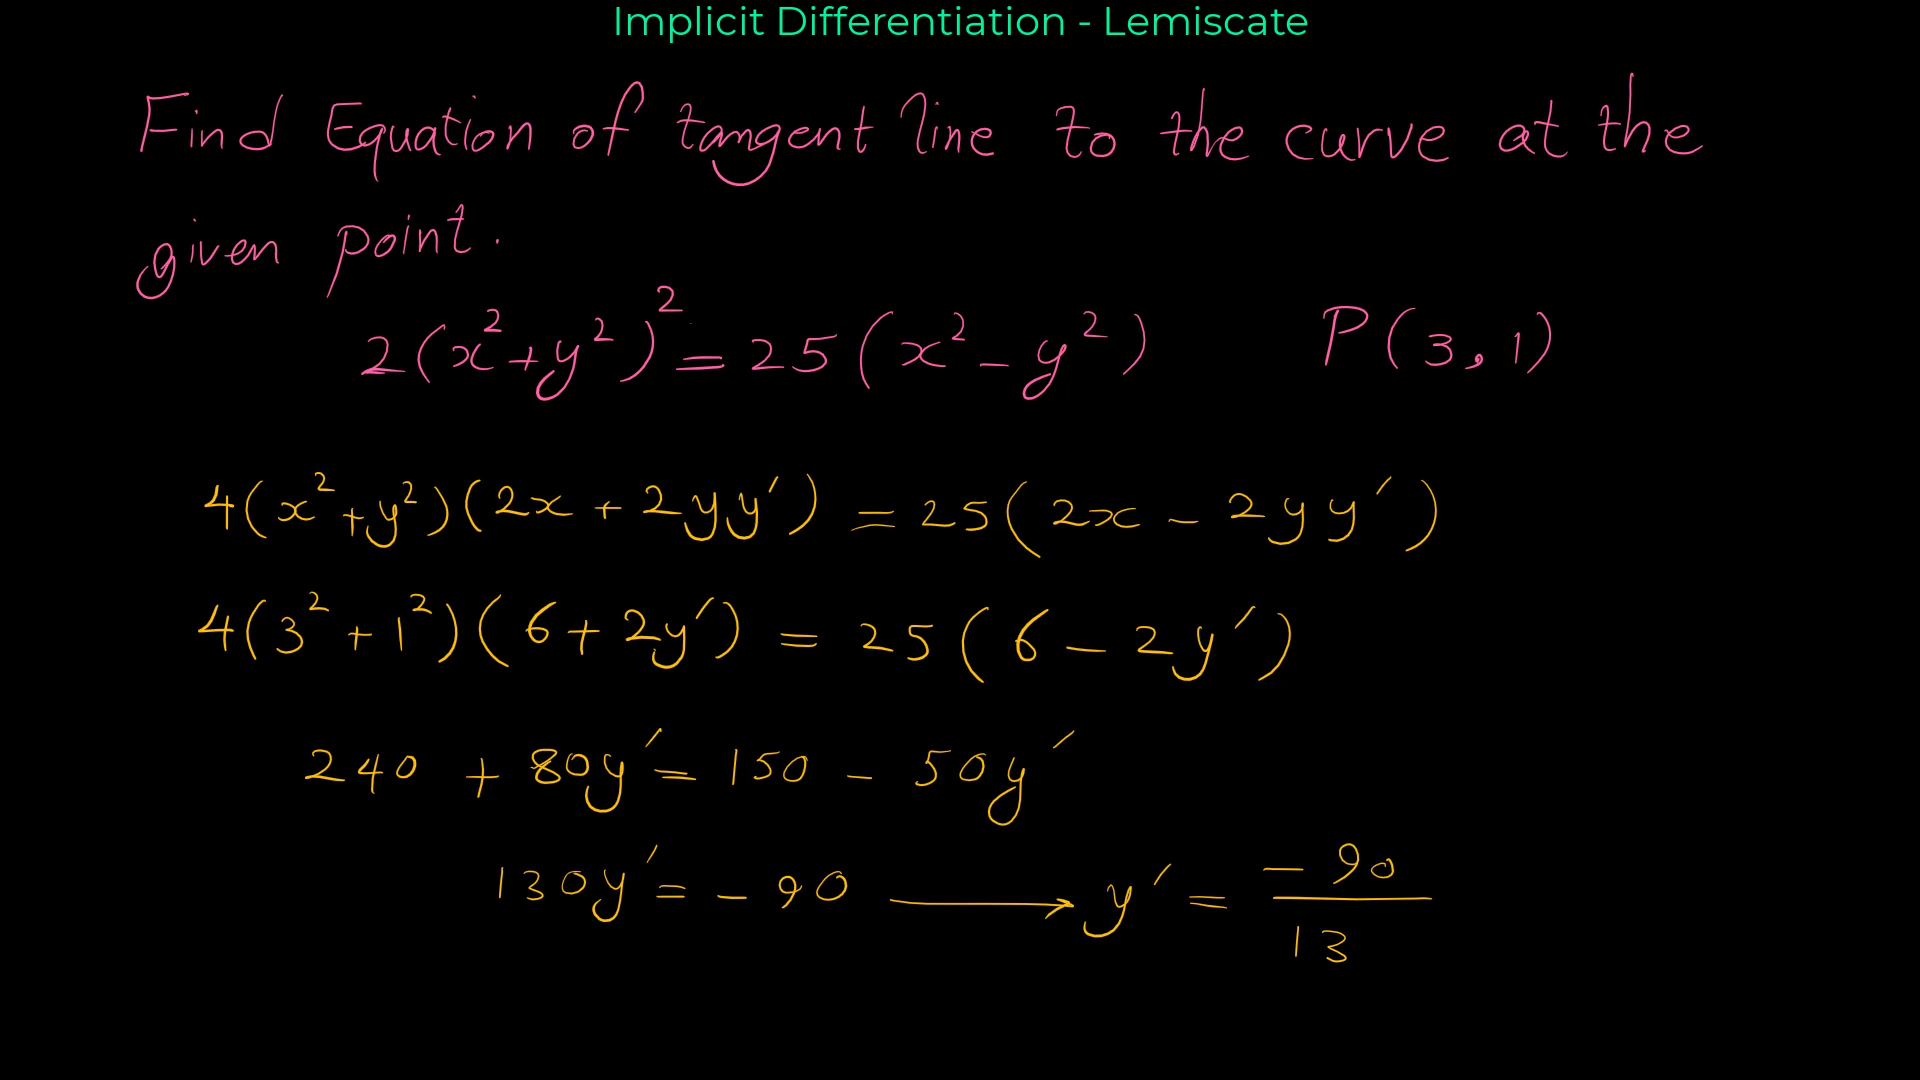 Implicit Differentiation - Lemiscate
Find Equation of tangent line to the curve at the
given point.
2(x²+y²)²=25(x²-y²) P(3,1)
4(x²+y²)(2x+2yy′)=25(2x-2yy′)
4(3²+1²)(6+2y′)=25(6-2y′)
240+80y′=150-50y′
130y′=-90 → y′=-90/13